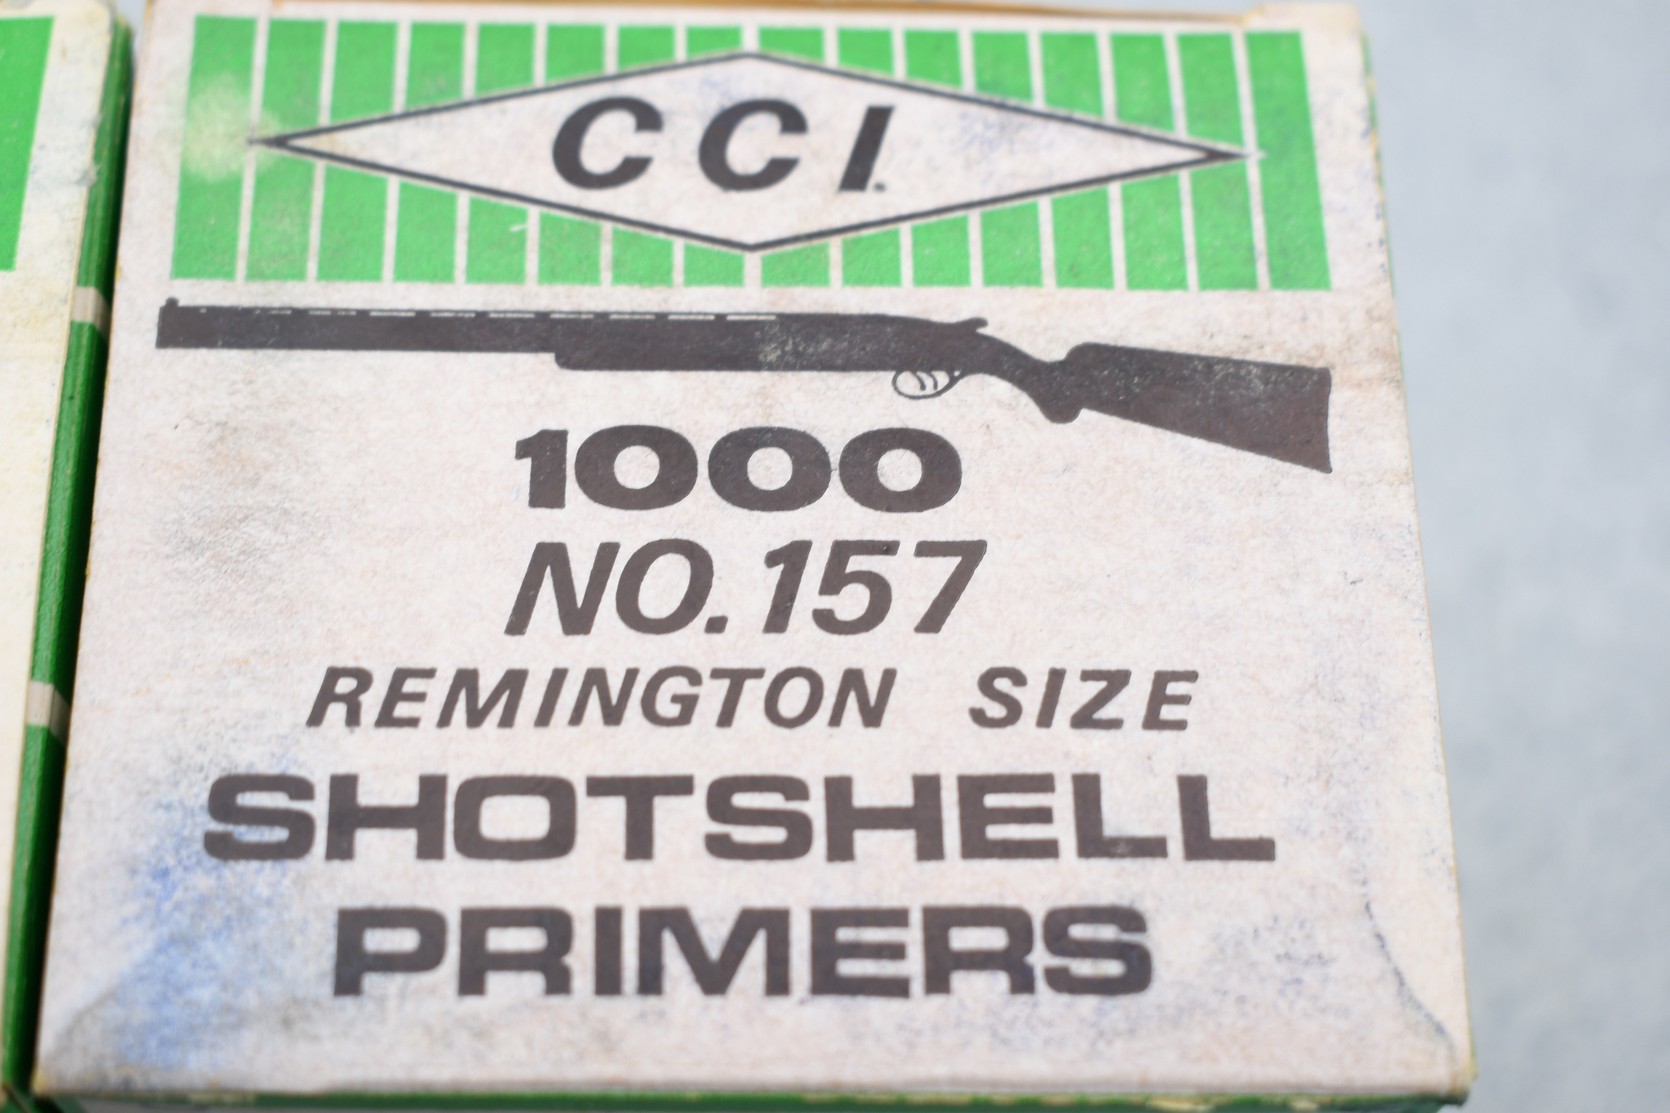 CCI.
1000
NO. 157
REMINGTON SIZE
SHOTSHELL
PRIMERS